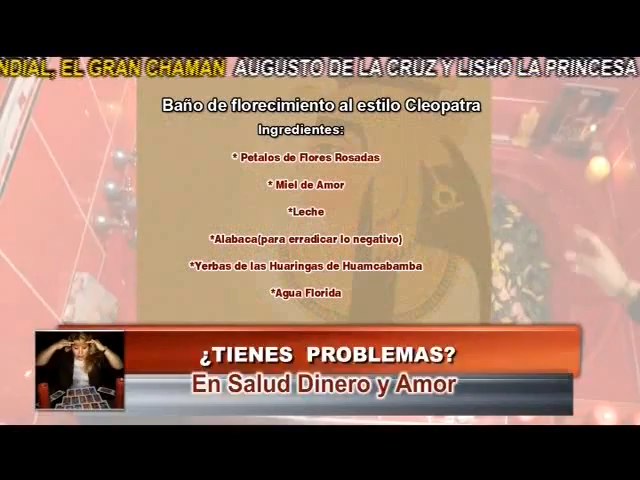 NDIAL, EL GRAN CHAMAN AUGUSTO DE LA CRUZ Y LISHO LA PRINCESA
Baño de florecimiento al estilo Cleopatra
Ingredientes:
* Petalos de Flores Rosadas
* Miel de Amor
*Leche
*Alabaca(para erradicar lo negativo)
*Yerbas de las Huaringas de Huamcabamba
*Agua Florida
¿TIENES PROBLEMAS?
En Salud Dinero y Amor